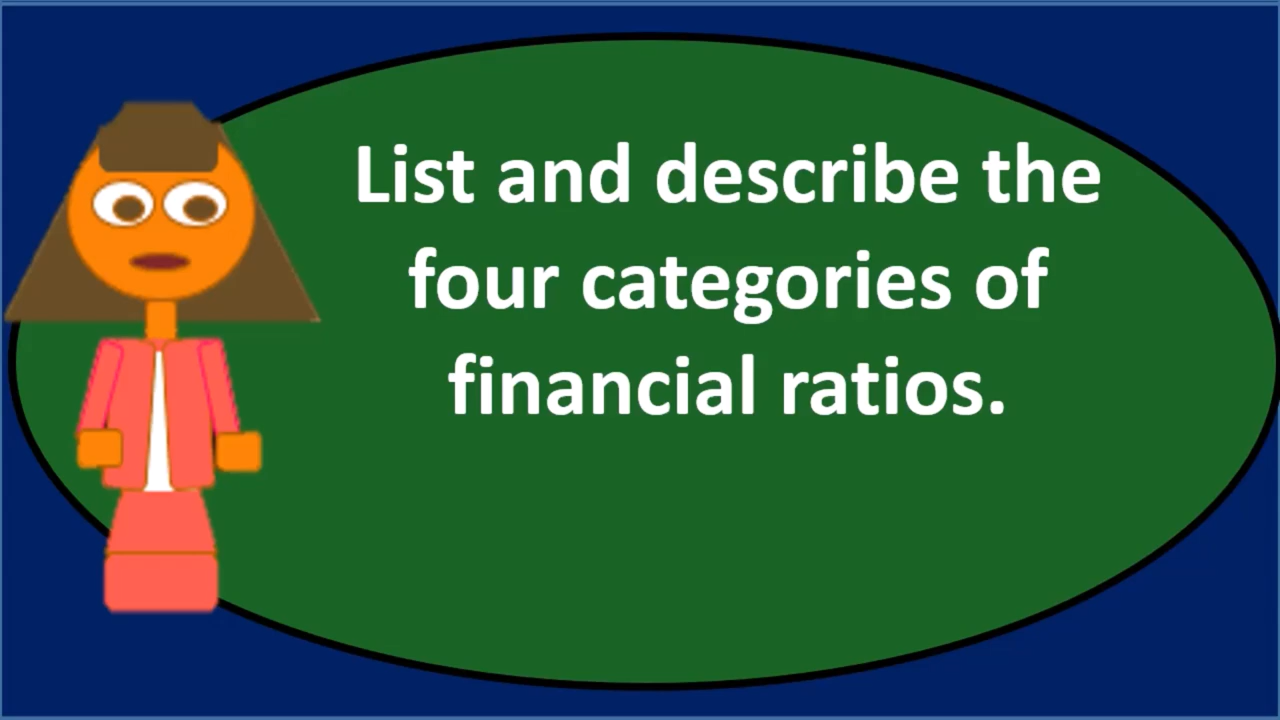 List and describe the
four categories of
financial ratios.